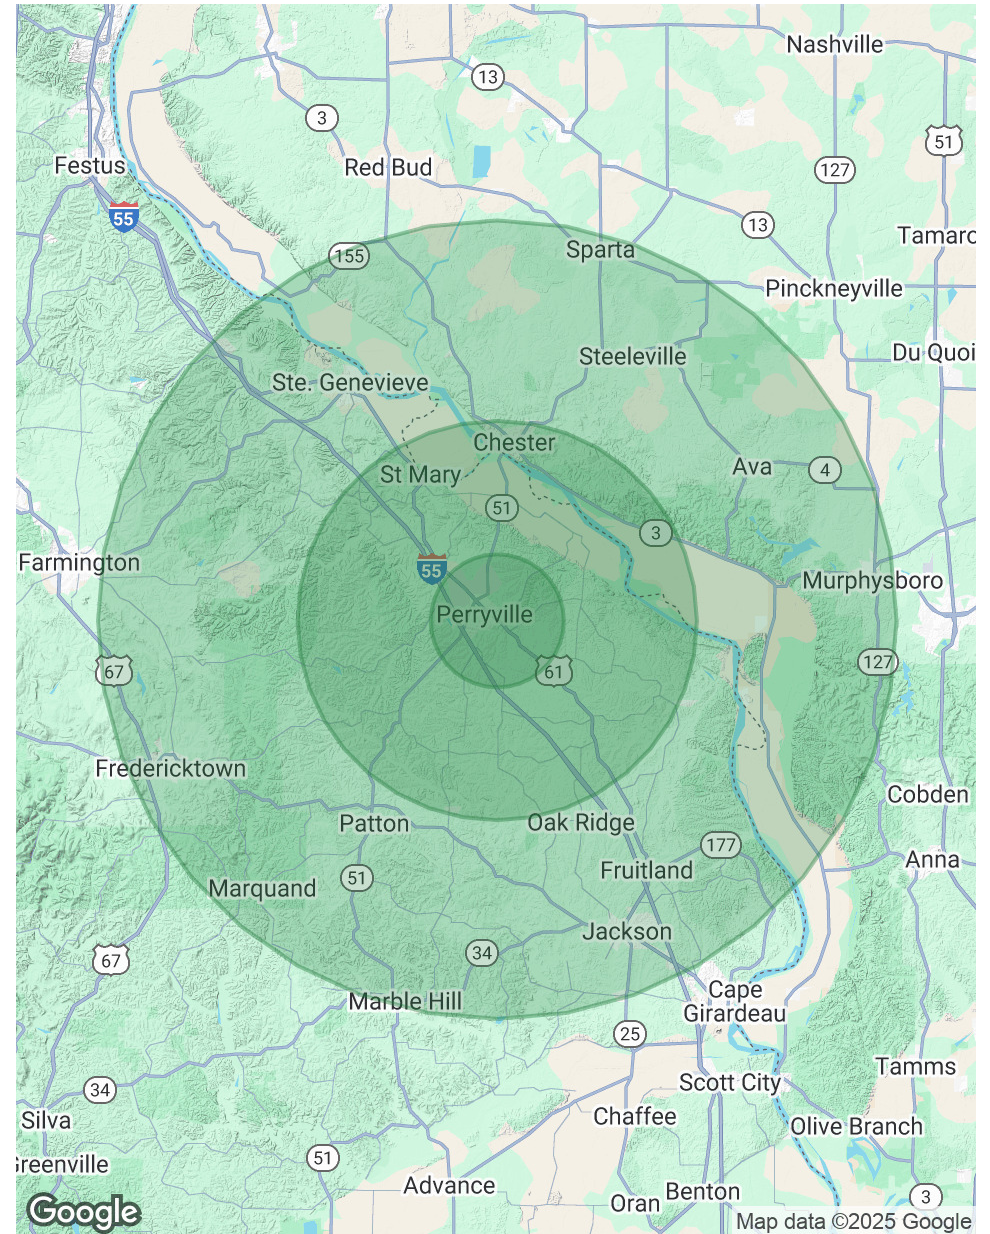 Nashville
13
3
51
Festus
Red Bud
127
55
13
Sparta
Tamaro
155
Pinckneyville
Steeleville
Du Quoi
Ste. Genevieve
Chester
St Mary
Ava
4
51
3
Farmington
55
Murphysboro
Perryville
67
61
127
Fredericktown
Cobden
Patton
Oak Ridge
177
Anna
Fruitland
51
Marquand
Jackson
34
67
Cape
Girardeau
Marble Hill
25
Tamms
Scott City
34
Silva
Chaffee
Olive Branch
51
Greenville
Advance
Benton
Oran
3
Google
Map data ©2025 Google